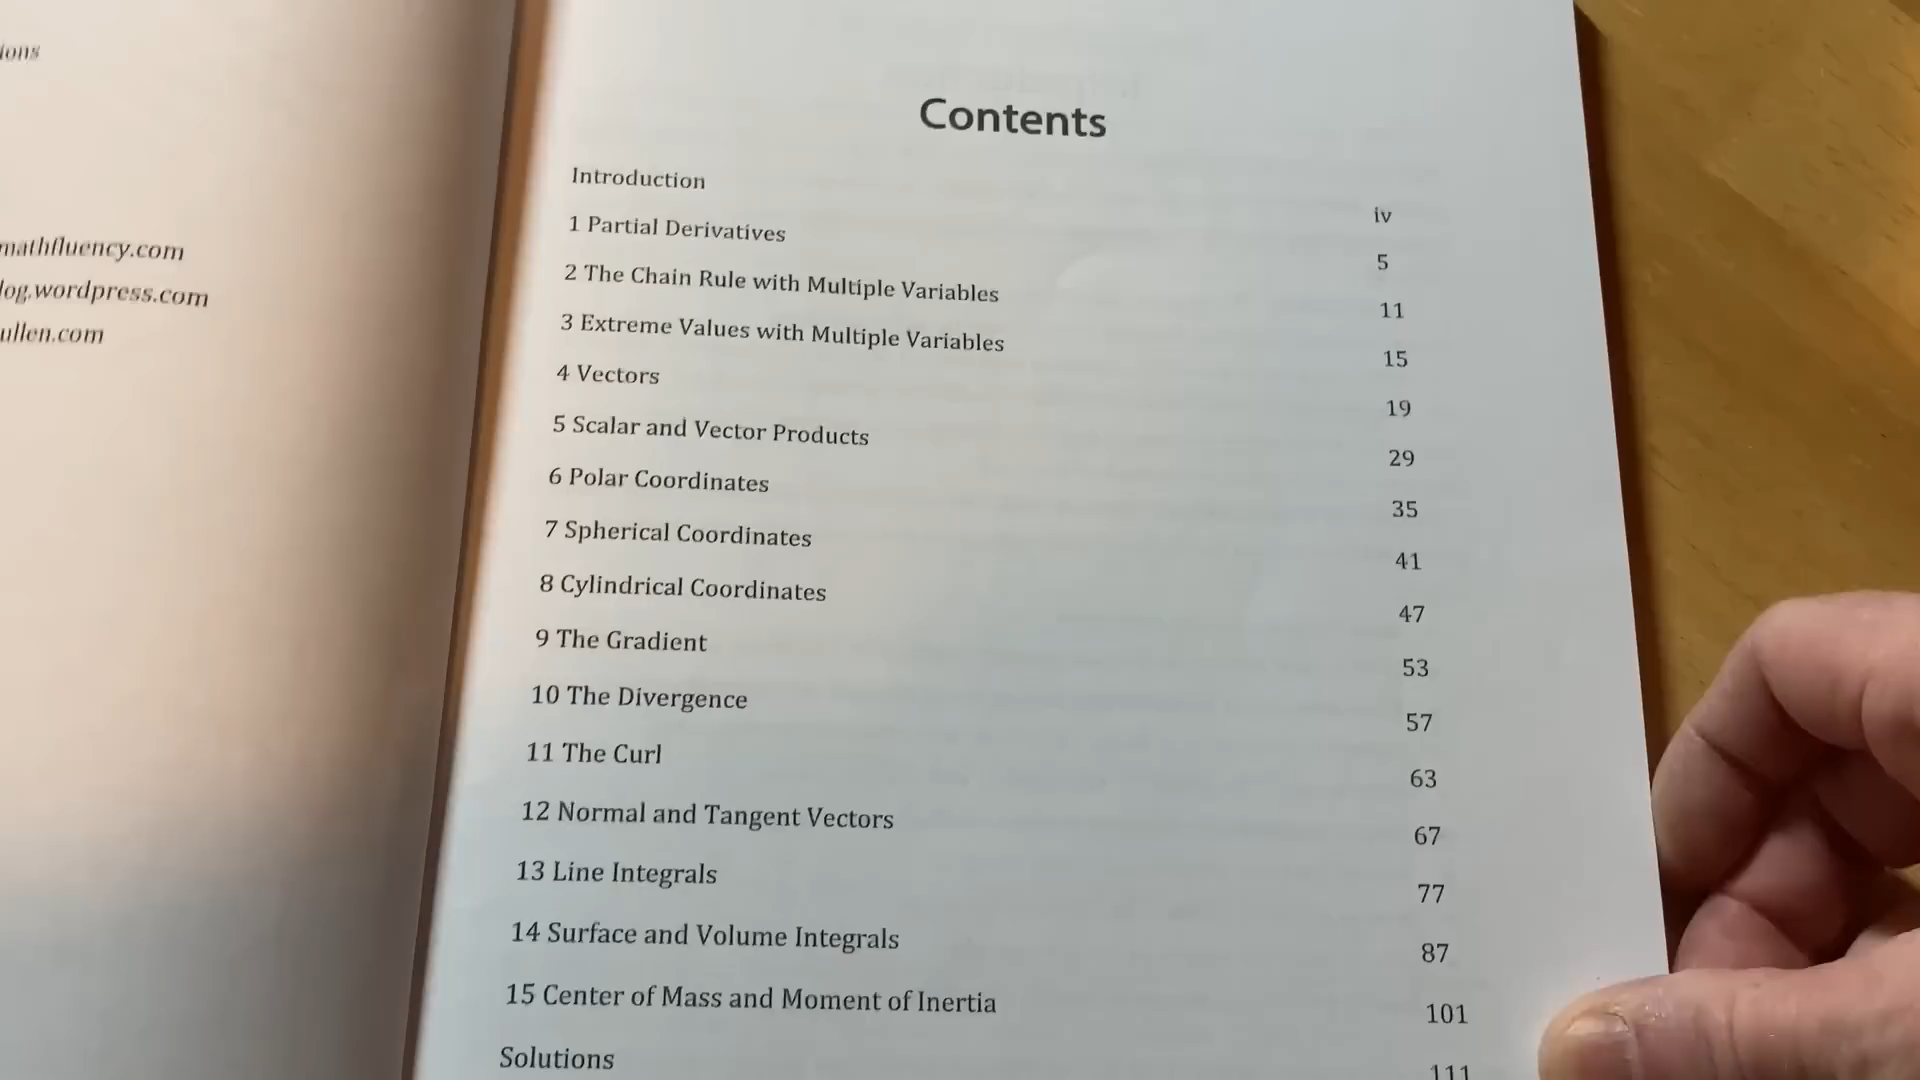 ions
mathfluency.com
log.wordpress.com
ullen.com
Contents
Introduction iv
1 Partial Derivatives 5
2 The Chain Rule with Multiple Variables 11
3 Extreme Values with Multiple Variables 15
4 Vectors 19
5 Scalar and Vector Products 29
6 Polar Coordinates 35
7 Spherical Coordinates 41
8 Cylindrical Coordinates 47
9 The Gradient 53
10 The Divergence 57
11 The Curl 63
12 Normal and Tangent Vectors 67
13 Line Integrals 77
14 Surface and Volume Integrals 87
15 Center of Mass and Moment of Inertia 101
Solutions 111